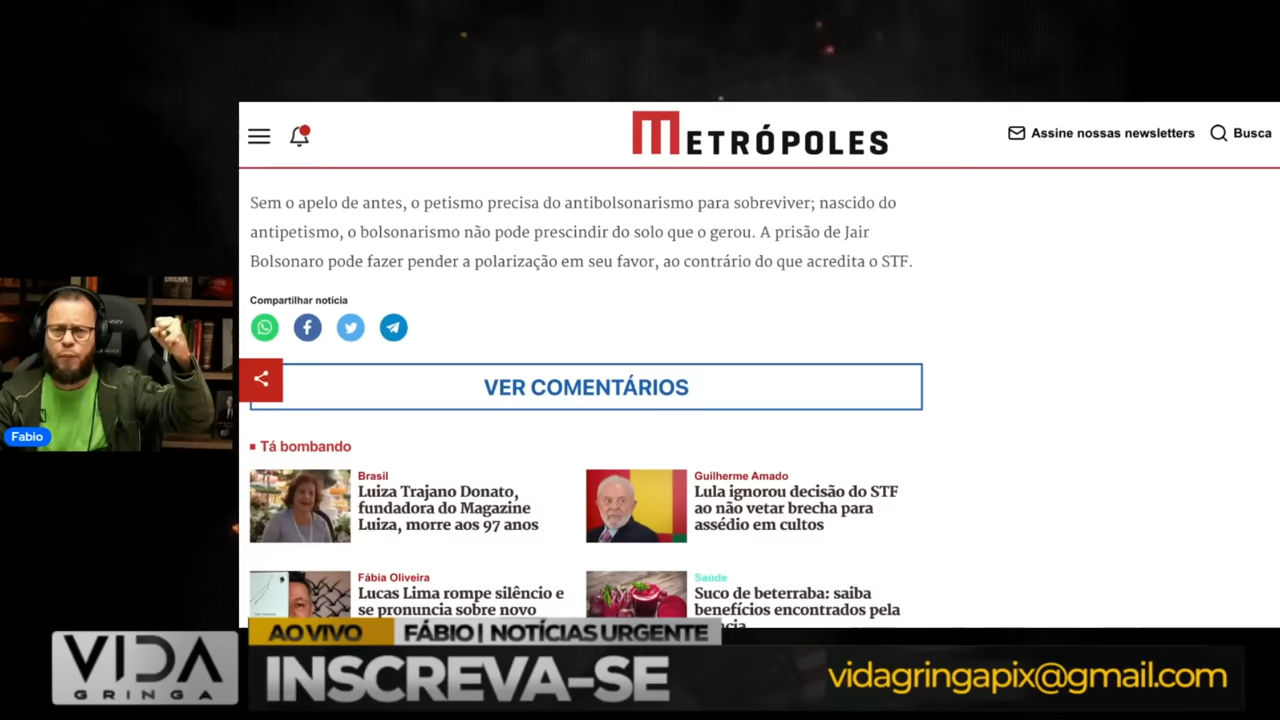 METRÓPOLES
Assine nossas newsletters
Busca
Sem o apelo de antes, o petismo precisa do antibolsonarismo para sobreviver; nascido do
antipetismo, o bolsonarismo não pode prescindir do solo que o gerou. A prisão de Jair
Bolsonaro pode fazer pender a polarização em seu favor, ao contrário do que acredita o STF.
Compartilhar notícia
VER COMENTÁRIOS
Tá bombando
Brasil
Luiza Trajano Donato,
fundadora do Magazine
Luiza, morre aos 97 anos
Guilherme Amado
Lula ignorou decisão do STF
ao não vetar brecha para
assédio em cultos
Fábia Oliveira
Lucas Lima rompe silêncio e
se pronuncia sobre novo
Saúde
Suco de beterraba: saiba
benefícios encontrados pela
Fabio
AO VIVO
FÁBIO | NOTÍCIAS URGENTE
VIDA
GRINGA
INSCREVA-SE
vidagringapix@gmail.com